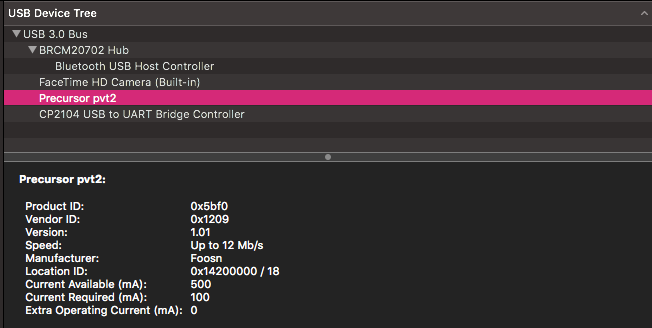 USB Device Tree
USB 3.0 Bus
BRCM20702 Hub
Bluetooth USB Host Controller
FaceTime HD Camera (Built-in)
Precursor pvt2
CP2104 USB to UART Bridge Controller
Precursor pvt2:
Product ID: 0x5bf0
Vendor ID: 0x1209
Version: 1.01
Speed: Up to 12 Mb/s
Manufacturer: Foosn
Location ID: 0x14200000 / 18
Current Available (mA): 500
Current Required (mA): 100
Extra Operating Current (mA): 0